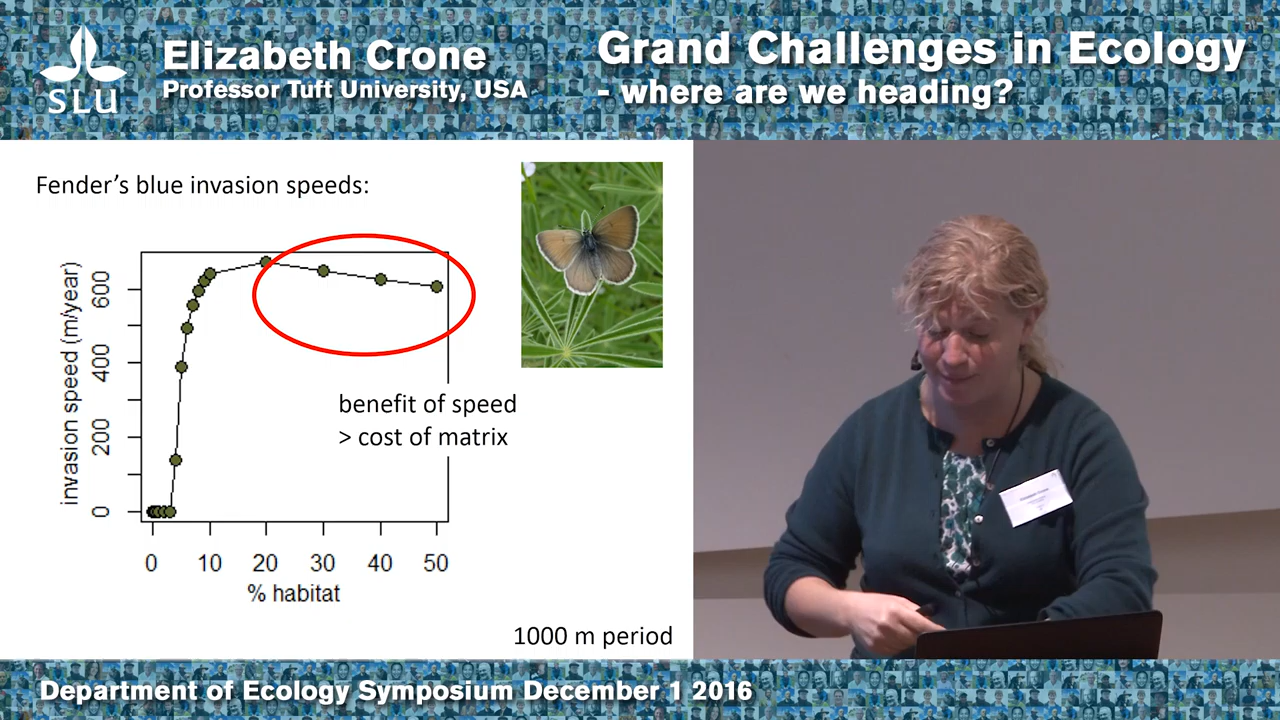 SLU
Elizabeth Crone
Professor Tuft University, USA
Grand Challenges in Ecology
- where are we heading?
Fender's blue invasion speeds:
invasion speed (m/year)
600
400
200
0
benefit of speed
> cost of matrix
0 10 20 30 40 50
% habitat
1000 m period
Department of Ecology Symposium December 1 2016